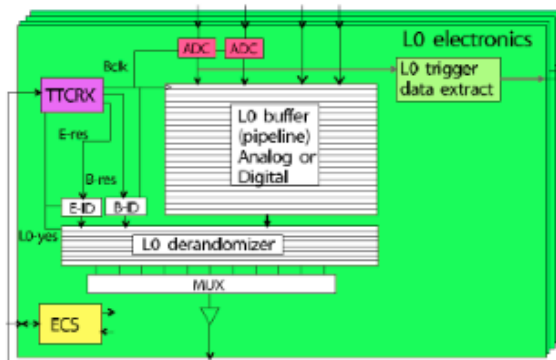 L0 electronics
ADC
ADC
Bclk
L0 trigger
data extract
TTCRX
L0 buffer
(pipeline)
Analog or
Digital
E-res
B-res
E-ID
B-ID
L0-yes
L0 derandomizer
MUX
ECS